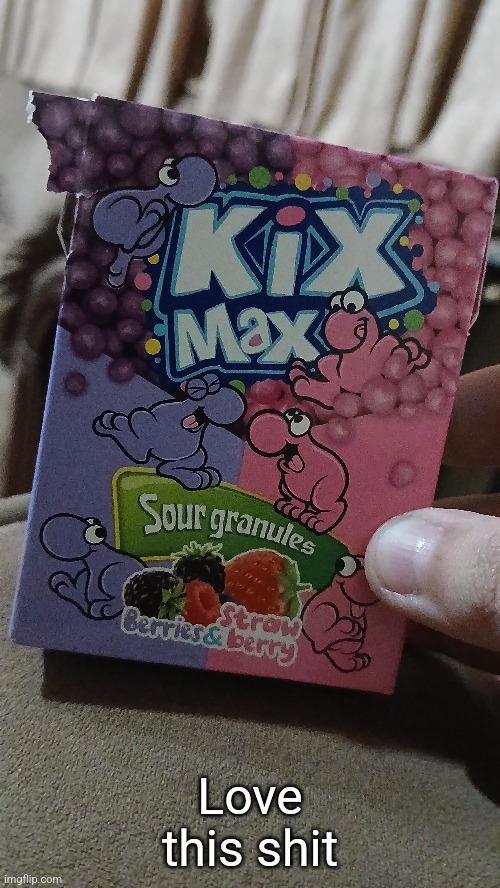 KiX
Max
Sour granules
Straw
Berries & berry
Love
this shit
imgflip.com